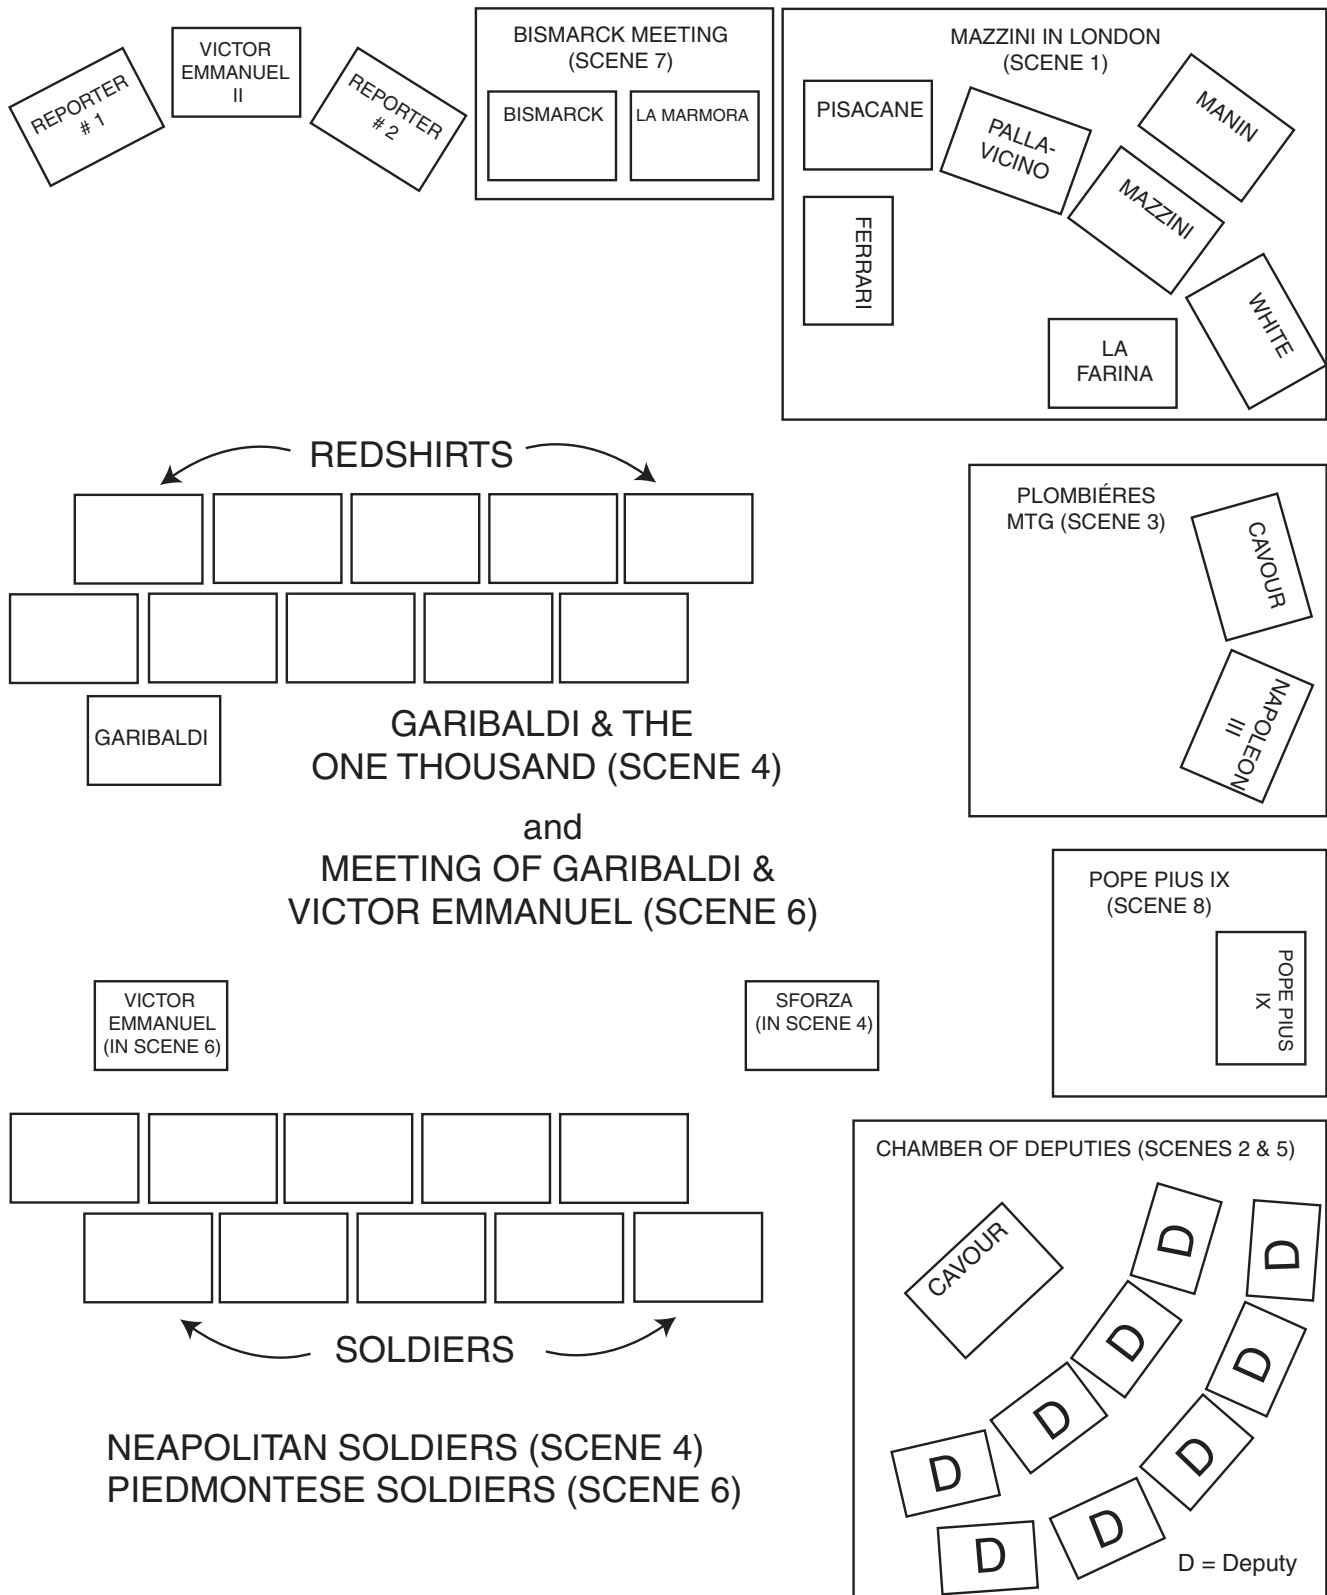 REPORTER
# 1
VICTOR
EMMANUEL
II
REPORTER
# 2
BISMARCK MEETING
(SCENE 7)
BISMARCK
LA MARMORA
MAZZINI IN LONDON
(SCENE 1)
PISACANE
PALLA-
VICINO
MANIN
MAZZINI
FERRARI
WHITE
LA
FARINA
REDSHIRTS
GARIBALDI
GARIBALDI & THE
ONE THOUSAND (SCENE 4)
and
MEETING OF GARIBALDI &
VICTOR EMMANUEL (SCENE 6)
PLOMBIÉRES
MTG (SCENE 3)
CAVOUR
NAPOLEON
III
POPE PIUS IX
(SCENE 8)
POPE PIUS
IX
VICTOR
EMMANUEL
(IN SCENE 6)
SFORZA
(IN SCENE 4)
SOLDIERS
NEAPOLITAN SOLDIERS (SCENE 4)
PIEDMONTESE SOLDIERS (SCENE 6)
CHAMBER OF DEPUTIES (SCENES 2 & 5)
CAVOUR
D
D
D
D
D
D
D
D
D
D = Deputy